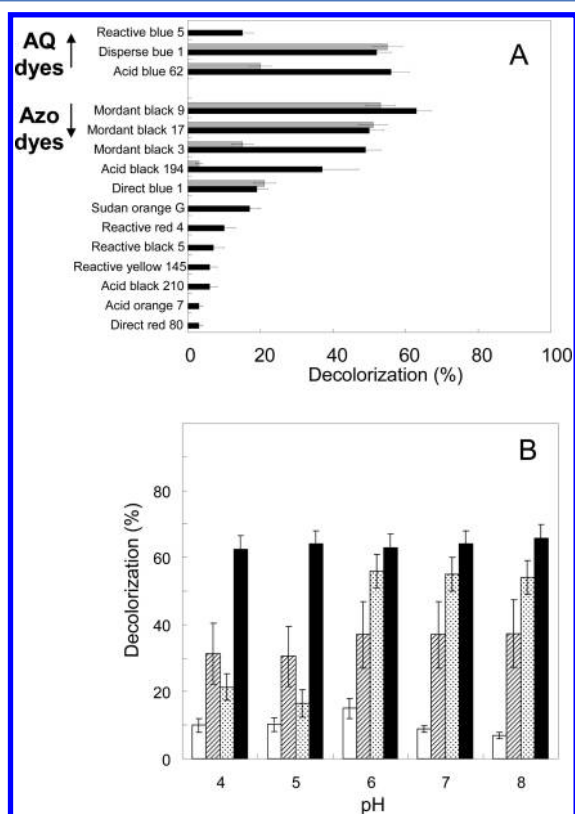 AQ dyes
Reactive blue 5
Disperse bue 1
Acid blue 62
A
Azo dyes
Mordant black 9
Mordant black 17
Mordant black 3
Acid black 194
Direct blue 1
Sudan orange G
Reactive red 4
Reactive black 5
Reactive yellow 145
Acid black 210
Acid orange 7
Direct red 80
0 20 40 60 80 100
Decolorization (%)
B
Decolorization (%)
80
60
40
20
0
4 5 6 7 8
pH